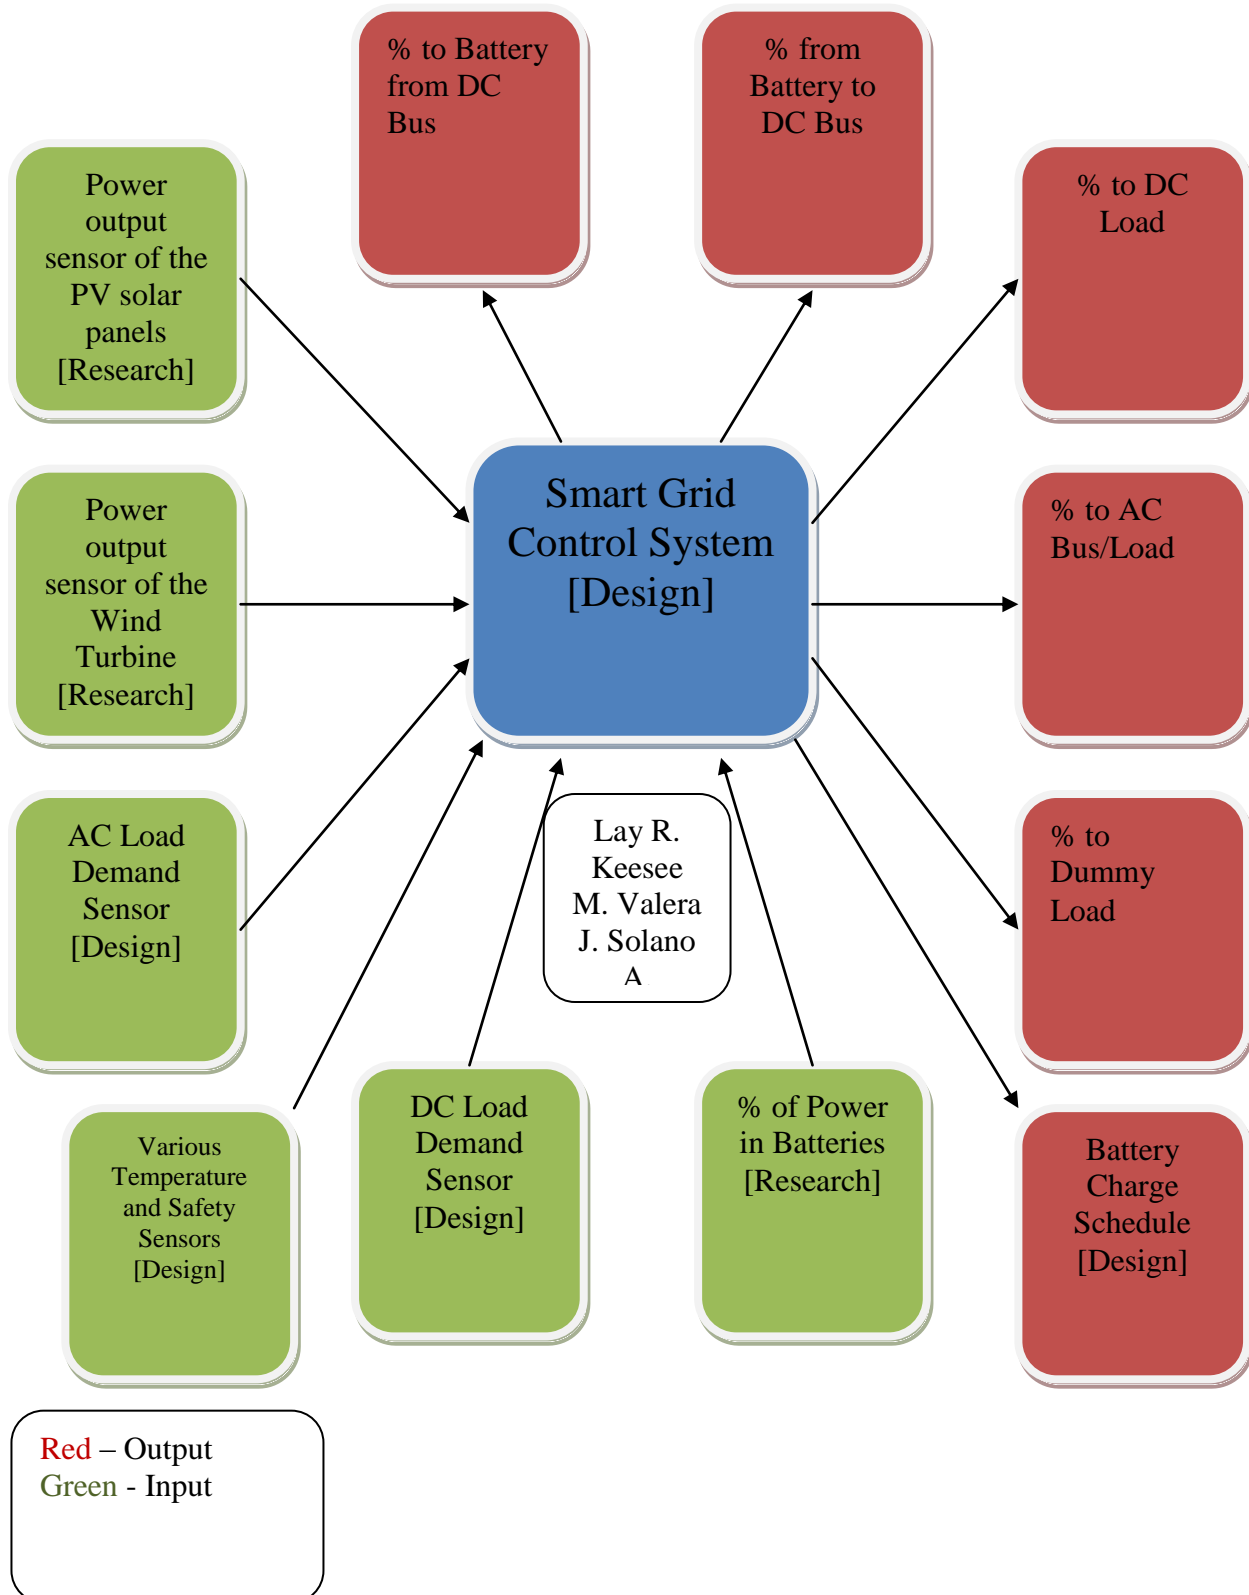 % to Battery
from DC
Bus
% from
Battery to
DC Bus
Power
output
sensor of the
PV solar
panels
[Research]
% to DC
Load
Smart Grid
Control System
[Design]
Power
output
sensor of the
Wind
Turbine
[Research]
% to AC
Bus/Load
AC Load
Demand
Sensor
[Design]
Lay R.
Keesee
M. Valera
J. Solano
A.
% to
Dummy
Load
Various
Temperature
and Safety
Sensors
[Design]
DC Load
Demand
Sensor
[Design]
% of Power
in Batteries
[Research]
Battery
Charge
Schedule
[Design]
Red – Output
Green - Input